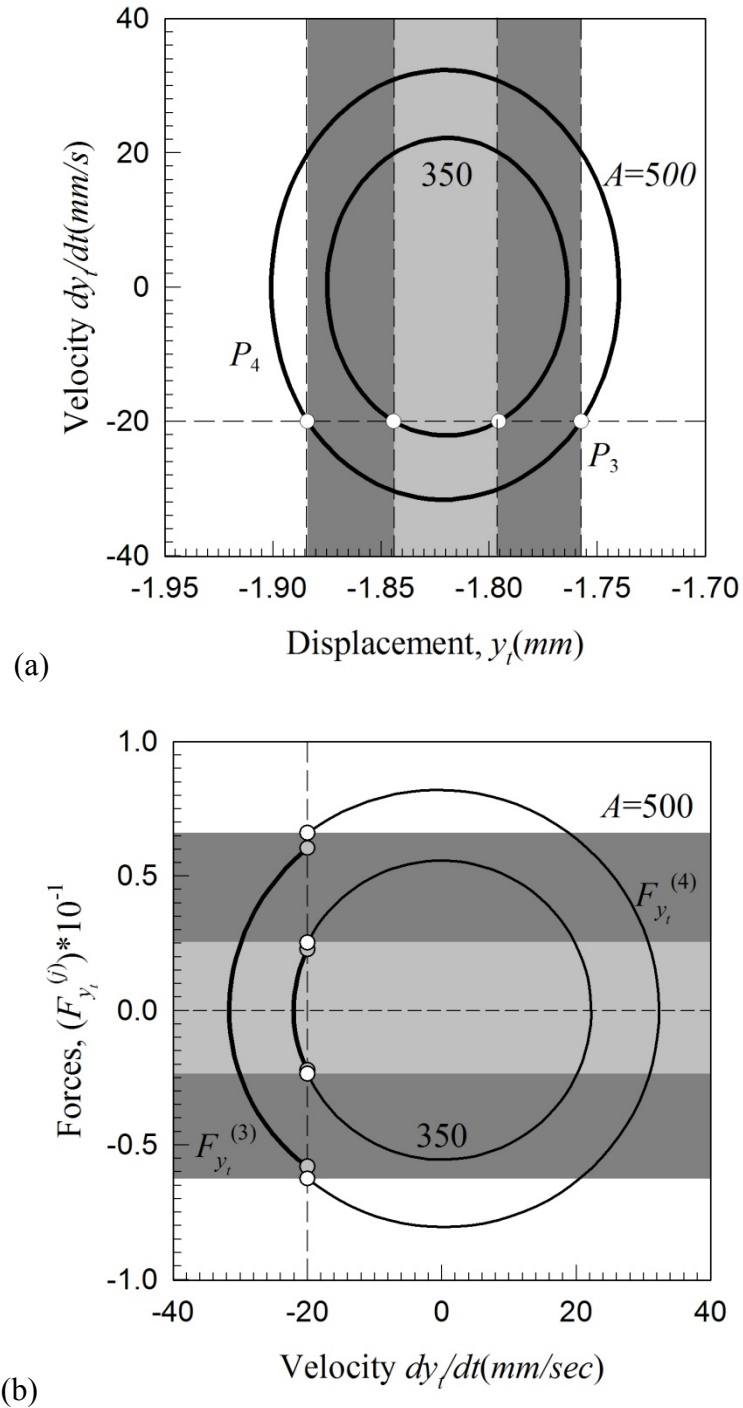 40
20
0
-20
-40
Velocity dy_t/dt(mm/s)
350
A=500
P_4
P_3
-1.95 -1.90 -1.85 -1.80 -1.75 -1.70
Displacement, y_t(mm)
(a)
1.0
0.5
0.0
-0.5
-1.0
Forces, (F_{y_t}^{(j)})*10^{-1}
A=500
F_{y_t}^{(4)}
F_{y_t}^{(3)}
350
-40 -20 0 20 40
Velocity dy_t/dt(mm/sec)
(b)